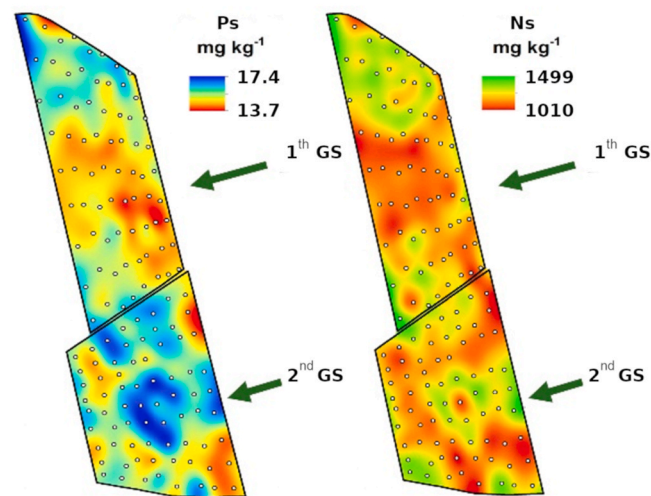 Ps
mg kg⁻¹
17.4
13.7
1th GS
2nd GS
Ns
mg kg⁻¹
1499
1010
1th GS
2nd GS